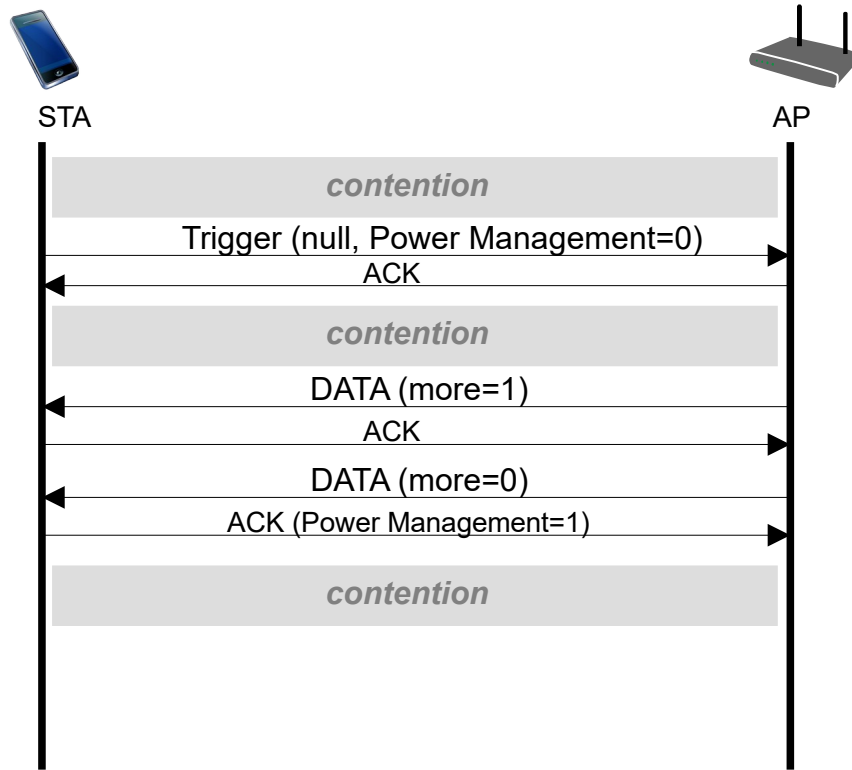 STA
AP
contention
Trigger (null, Power Management=0)
ACK
contention
DATA (more=1)
ACK
DATA (more=0)
ACK (Power Management=1)
contention